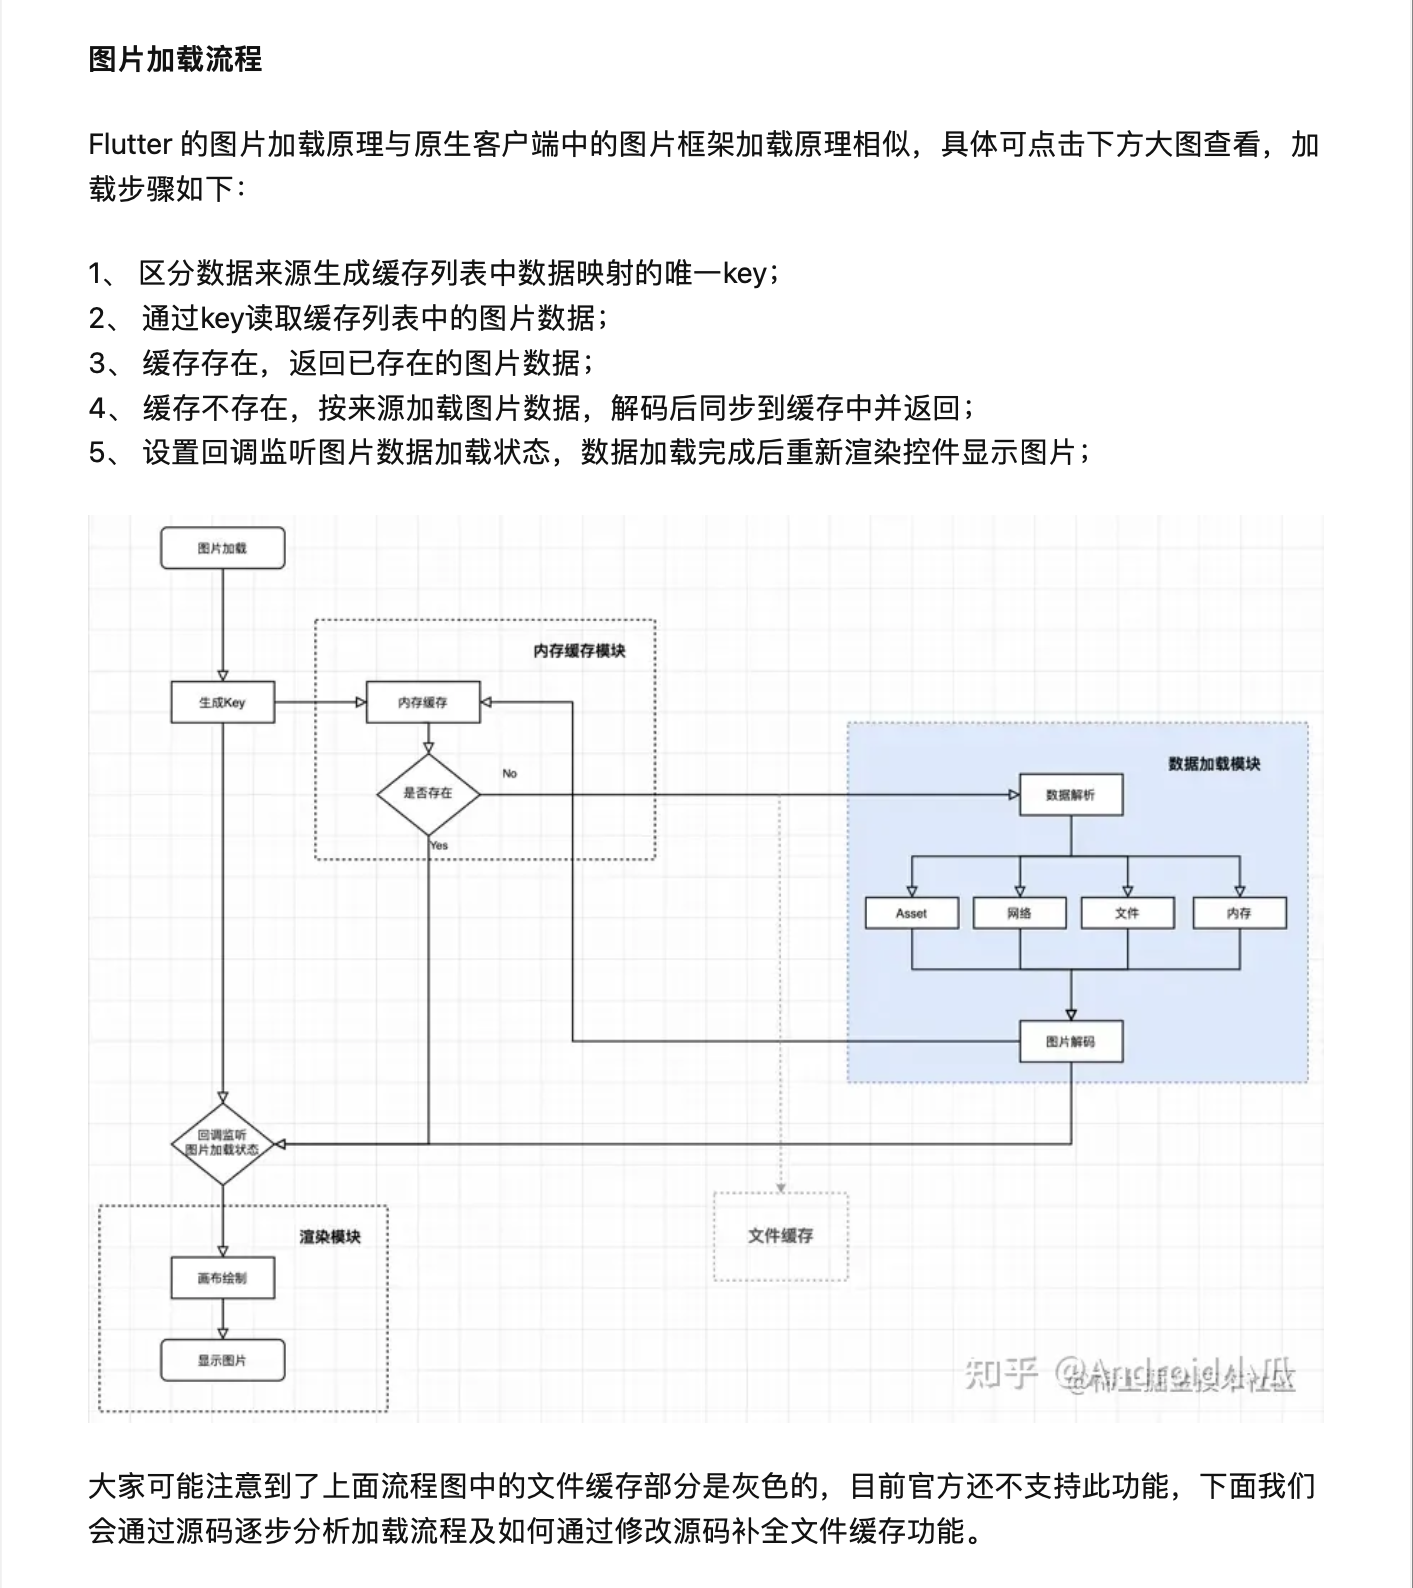 图片加载流程
Flutter 的图片加载原理与原生客户端中的图片框架加载原理相似，具体可点击下方大图查看，加
载步骤如下：
1、 区分数据来源生成缓存列表中数据映射的唯一key；
2、 通过key读取缓存列表中的图片数据；
3、 缓存存在，返回已存在的图片数据；
4、 缓存不存在，按来源加载图片数据，解码后同步到缓存中并返回；
5、 设置回调监听图片数据加载状态，数据加载完成后重新渲染控件显示图片；
图片加载
内存缓存模块
生成Key
内存缓存
数据加载模块
No
是否存在
数据解析
Yes
Asset
网络
文件
内存
图片解码
回调监听
图片加载状态
渲染模块
文件缓存
画布绘制
显示图片
知乎 @Android小瓜
@稀土掘金技术社区
大家可能注意到了上面流程图中的文件缓存部分是灰色的，目前官方还不支持此功能，下面我们
会通过源码逐步分析加载流程及如何通过修改源码补全文件缓存功能。